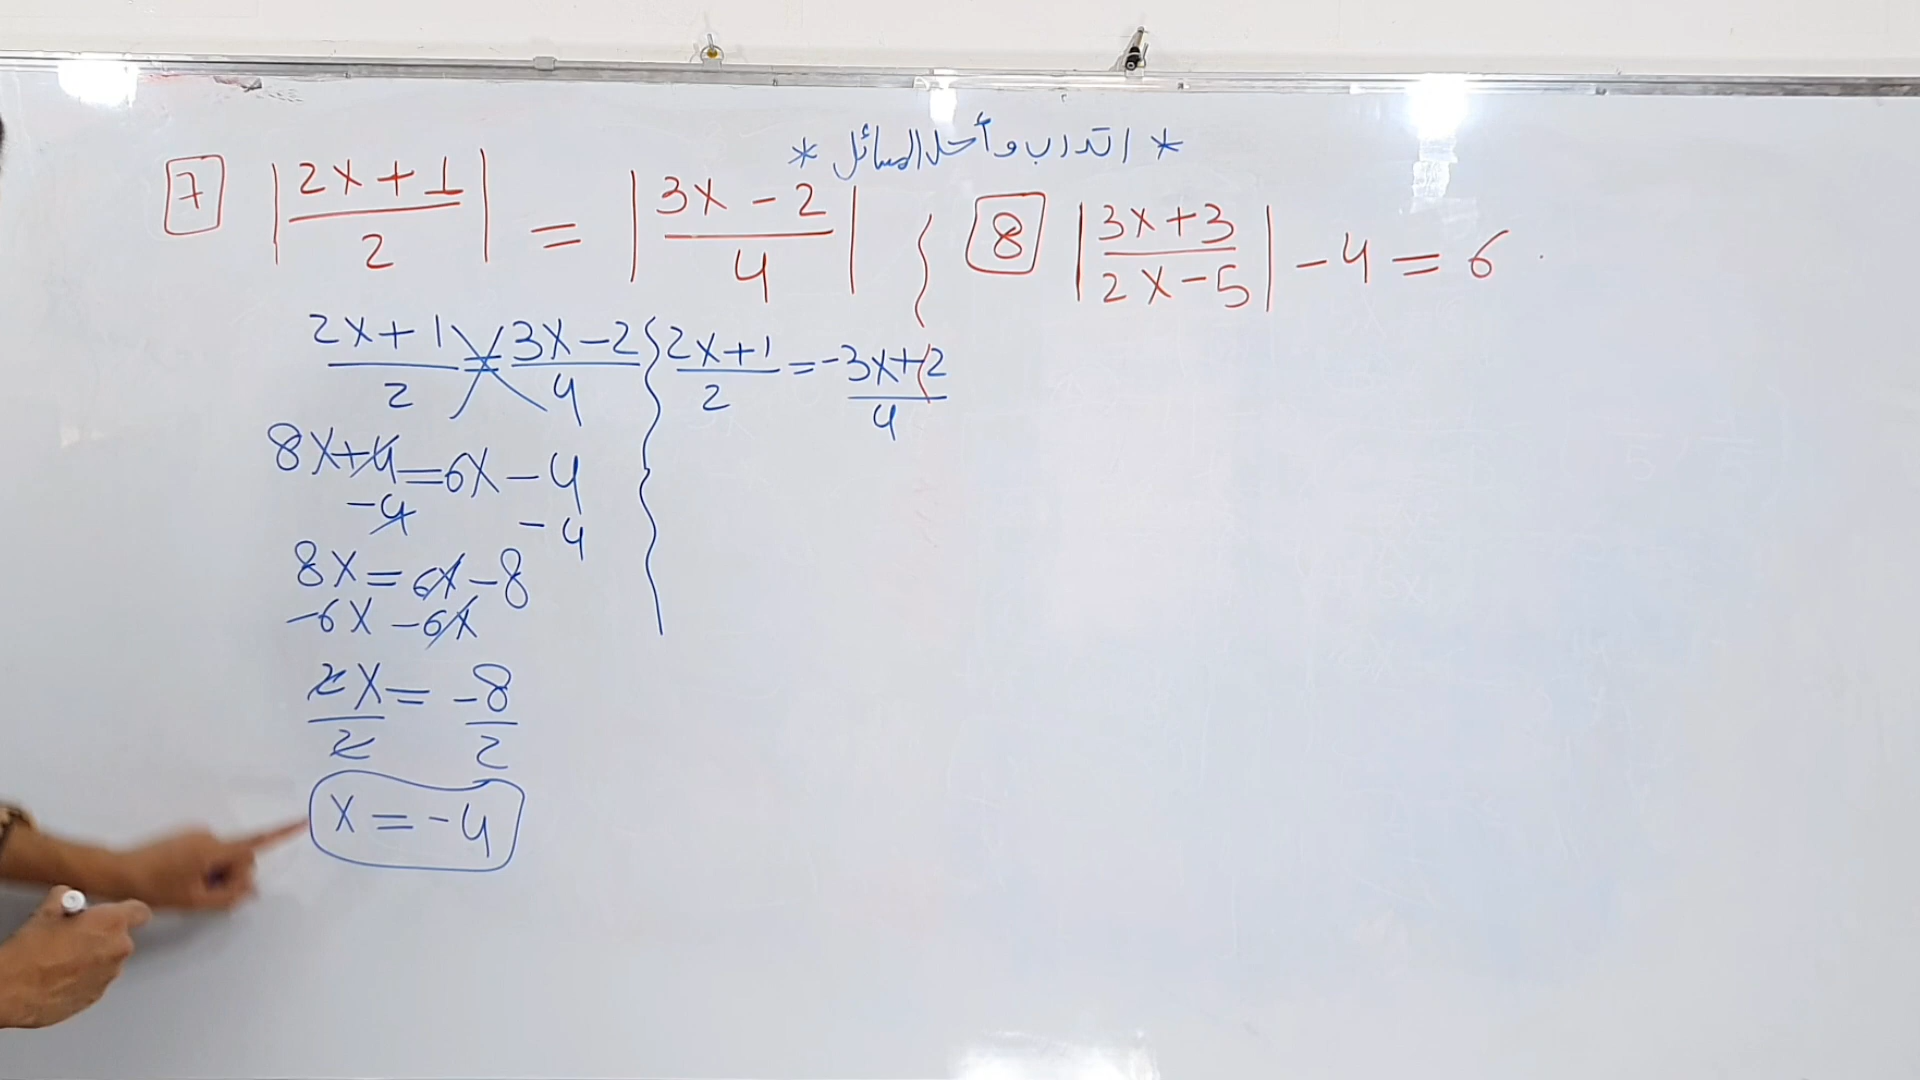 * اتدرب وأحل المسائل *
7 |(2x+1)/2| = |(3x-2)/4|
8 |(3x+3)/(2x-5)| -4=6
(2x+1)/2 = (3x-2)/4
8x+4=6x-4
-4 -4
8x=6x-8
-6x -6x
2x/2 = -8/2
x=-4
(2x+1)/2 = (-3x+2)/4